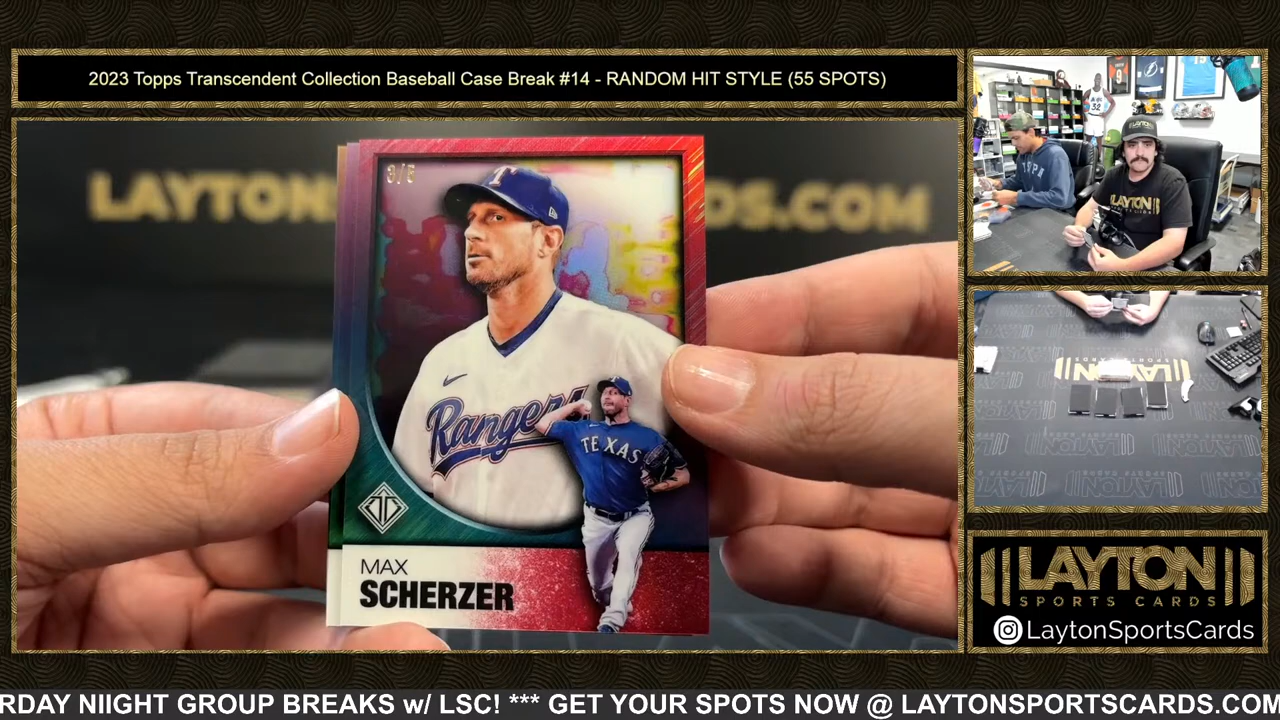 2023 Topps Transcendent Collection Baseball Case Break #14 - RANDOM HIT STYLE (55 SPOTS)
LAYTON
DS.COM
T
Rangers
TEXAS
MAX
SCHERZER
LAYTON
LAYTON
SPORTS CARDS
LaytonSportsCards
RDAY NIIGHT GROUP BREAKS w/ LSC! *** GET YOUR SPOTS NOW @ LAYTONSPORTSCARDS.COM